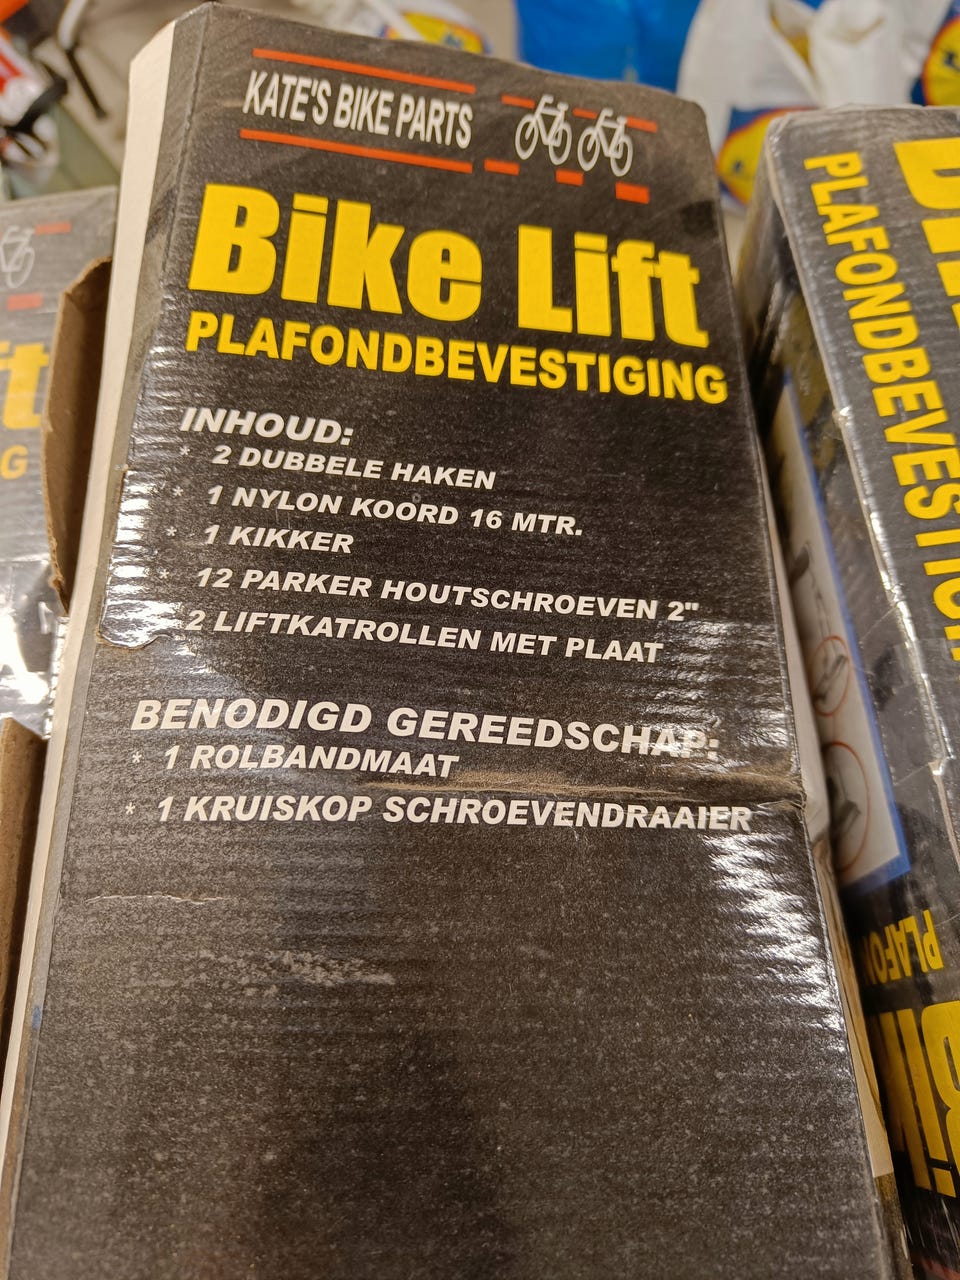 KATE'S BIKE PARTS
Bike Lift
PLAFONDBEVESTIGING
INHOUD:
* 2 DUBBELE HAKEN
* 1 NYLON KOORD 16 MTR.
* 1 KIKKER
* 12 PARKER HOUTSCHROEVEN 2"
2 LIFTKATROLLEN MET PLAAT
BENODIGD GEREEDSCHAP:
* 1 ROLBANDMAAT
* 1 KRUISKOP SCHROEVENDRAAIER